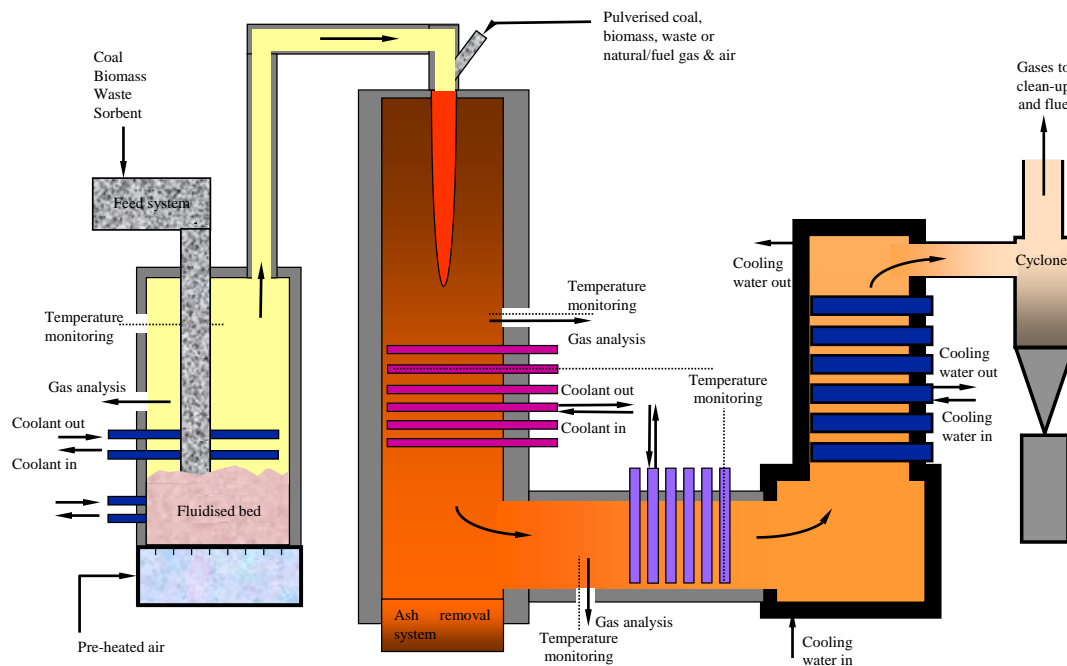 Coal
Biomass
Waste
Sorbent
Pulverised coal,
biomass, waste or
natural/fuel gas & air
Gases to
clean-up
and flue
Feed system
Temperature
monitoring
Gas analysis
Coolant out
Coolant in
Fluidised bed
Pre-heated air
Temperature
monitoring
Gas analysis
Coolant out
Coolant in
Temperature
monitoring
Ash removal
system
Gas analysis
Temperature
monitoring
Cooling
water out
Cyclone
Cooling
water out
Cooling
water in
Cooling
water in